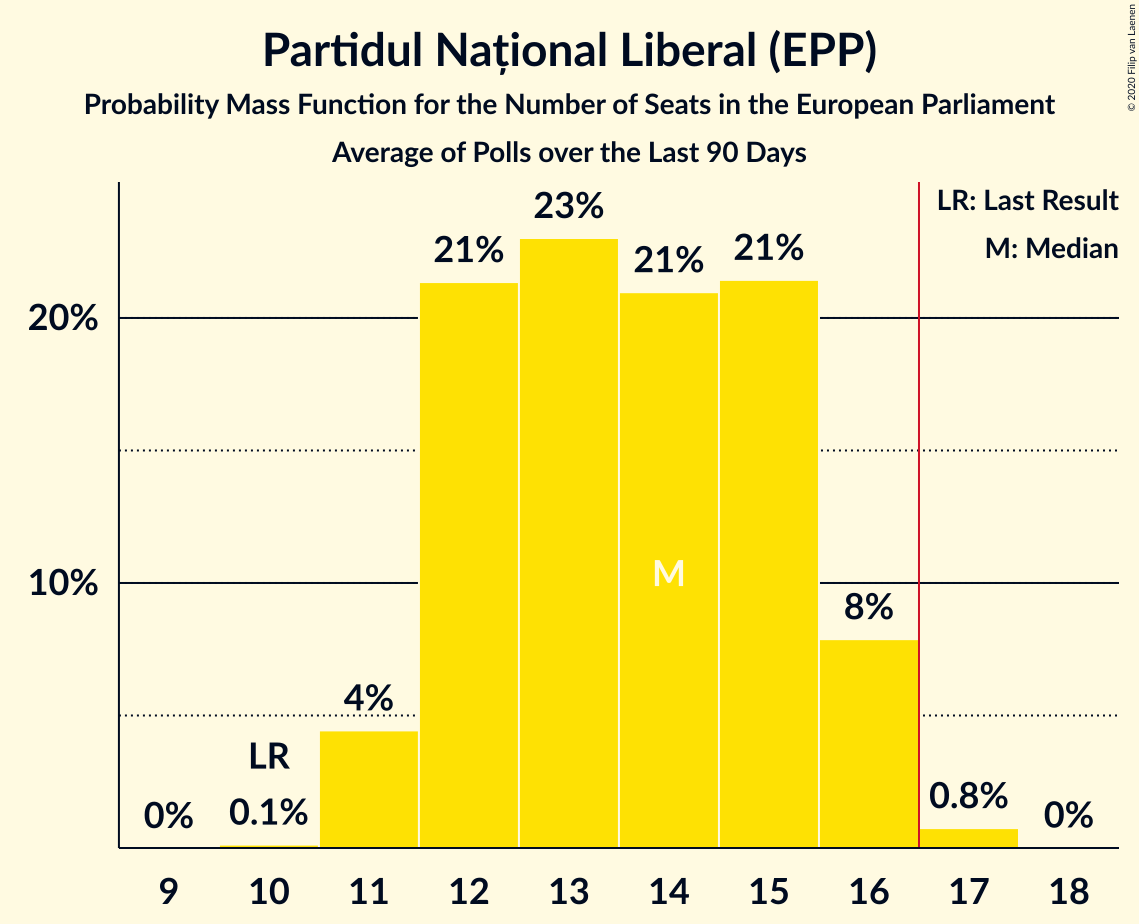 Partidul Național Liberal (EPP)
Probability Mass Function for the Number of Seats in the European Parliament
Average of Polls over the Last 90 Days
© 2020 Filip van Laenen
LR: Last Result
M: Median
23%
21%
21%
21%
20%
10%
M
8%
4%
LR
0%
0.1%
0.8%
0%
9 10 11 12 13 14 15 16 17 18